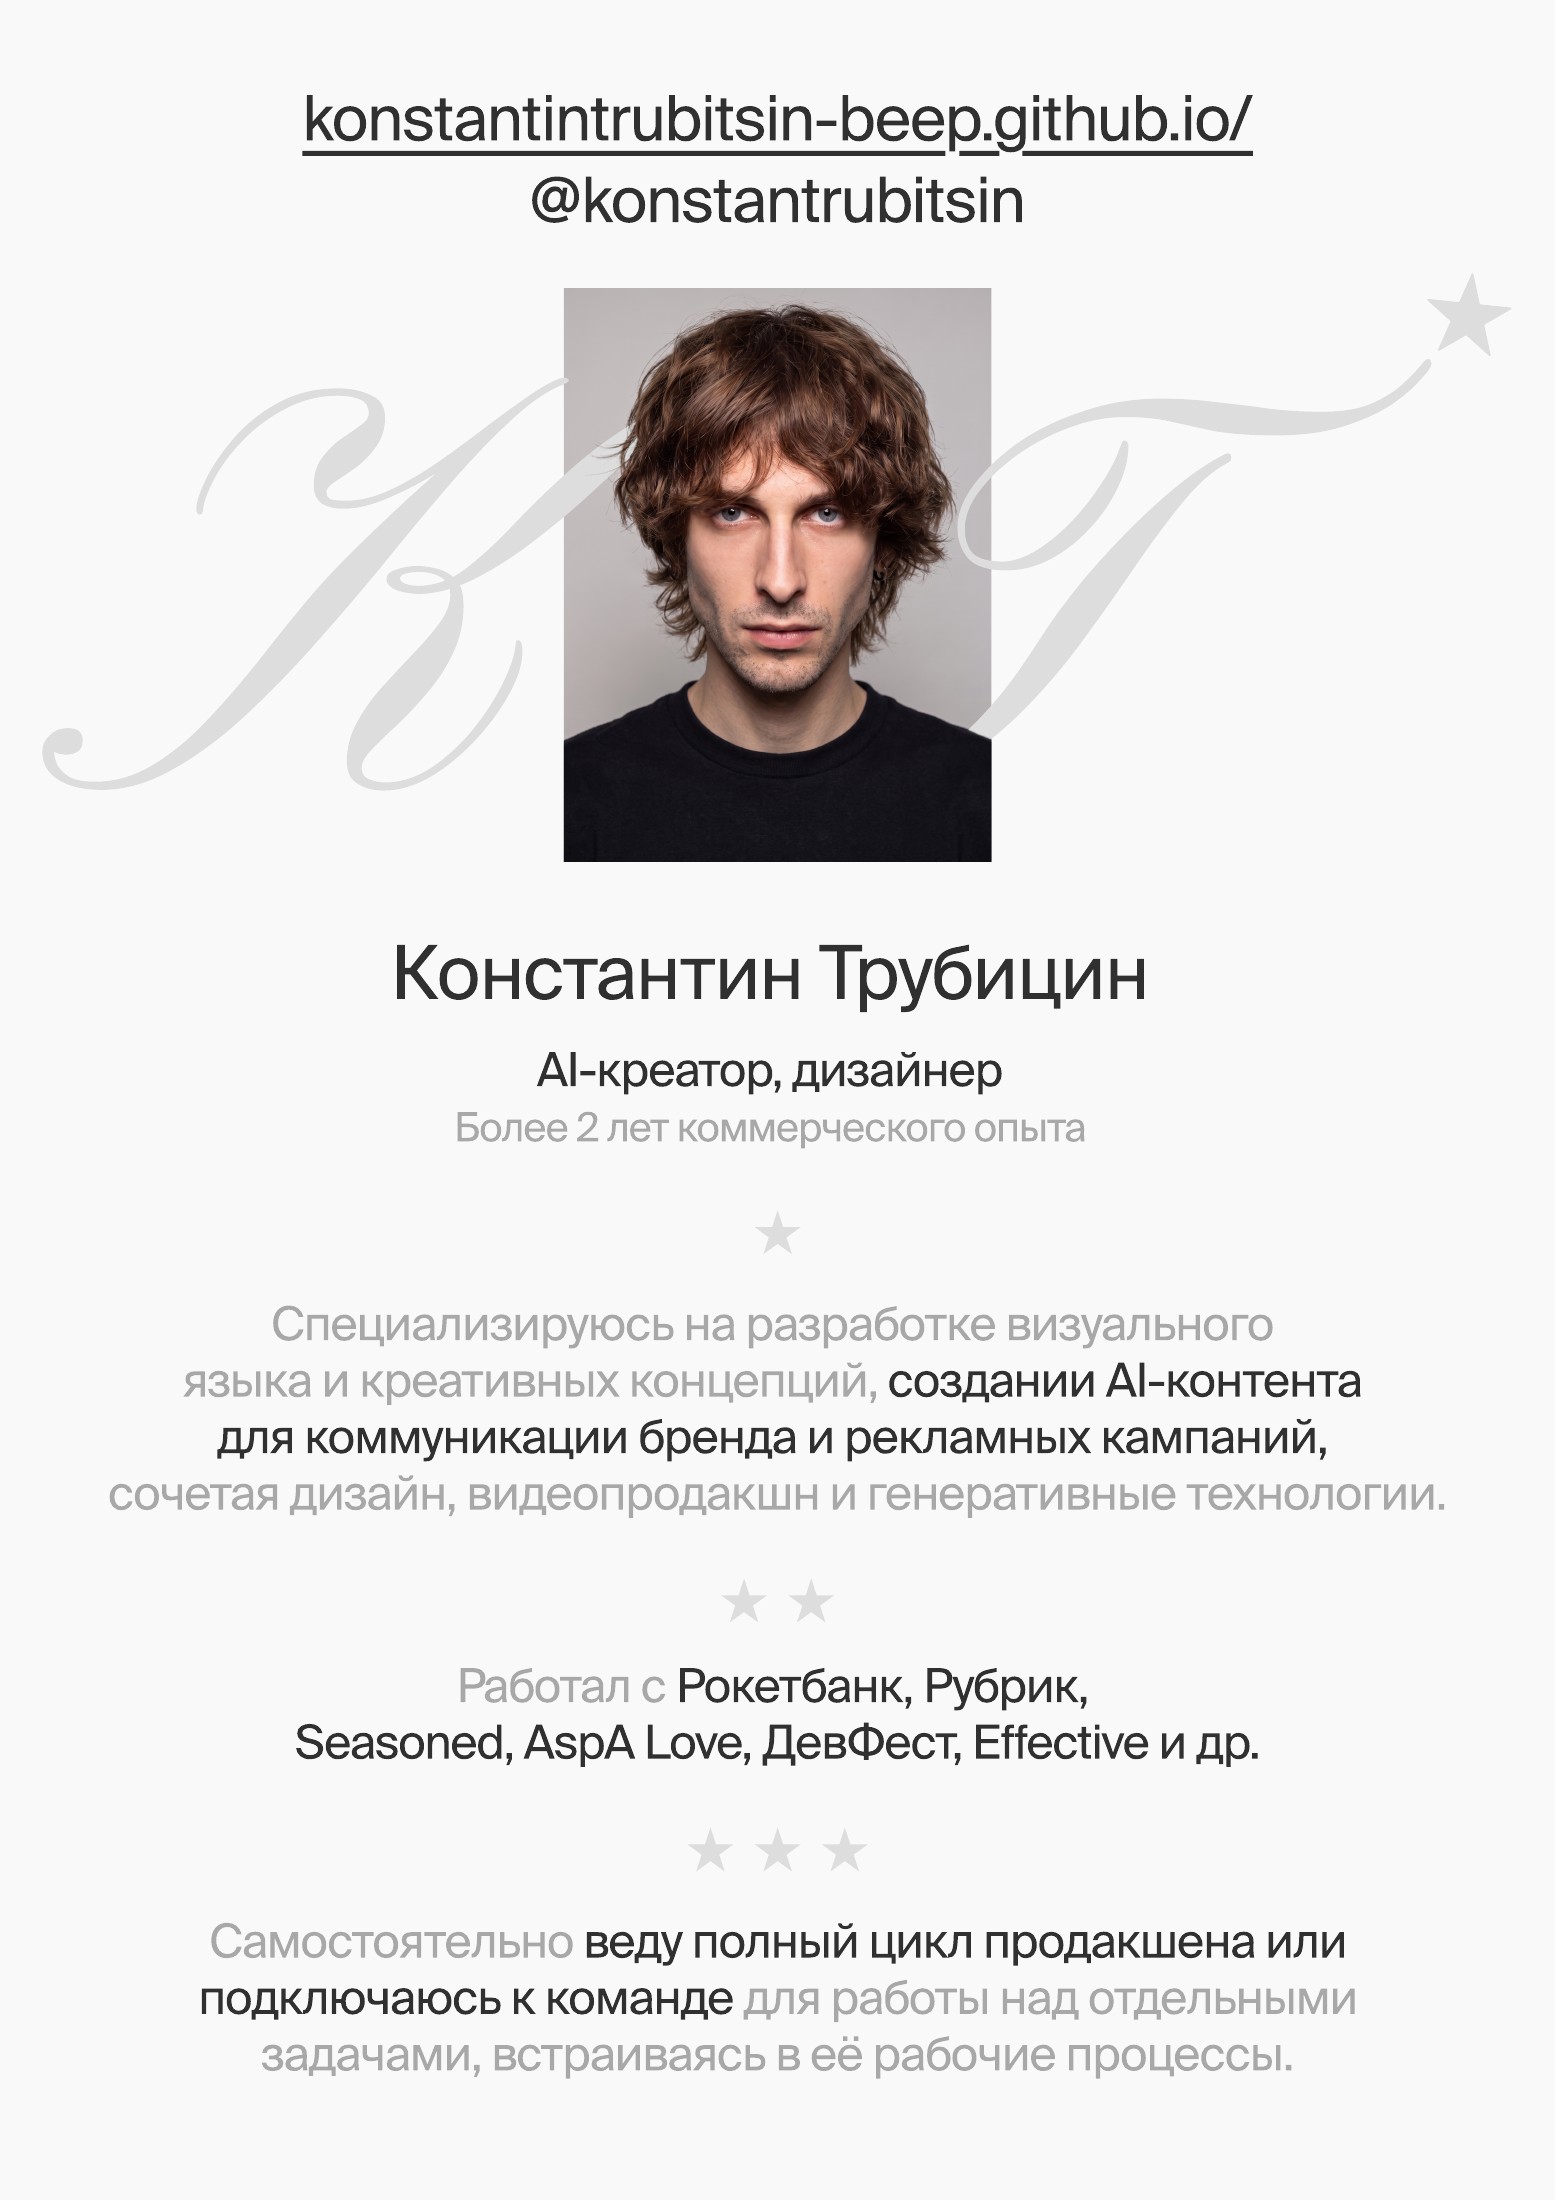 konstantintrubitsin-beep.github.io/
@konstantrubitsin
K T
Константин Трубицин
AI-креатор, дизайнер
Более 2 лет коммерческого опыта
Специализируюсь на разработке визуального
языка и креативных концепций, создании AI-контента
для коммуникации бренда и рекламных кампаний,
сочетая дизайн, видеопродакшн и генеративные технологии.
Работал с Рокетбанк, Рубрик,
Seasoned, AspA Love, ДевФест, Effective и др.
Самостоятельно веду полный цикл продакшена или
подключаюсь к команде для работы над отдельными
задачами, встраиваясь в её рабочие процессы.